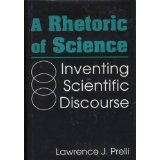 A Rhetoric of
Science
Inventing
Scientific
Discourse
Lawrence J. Prelli